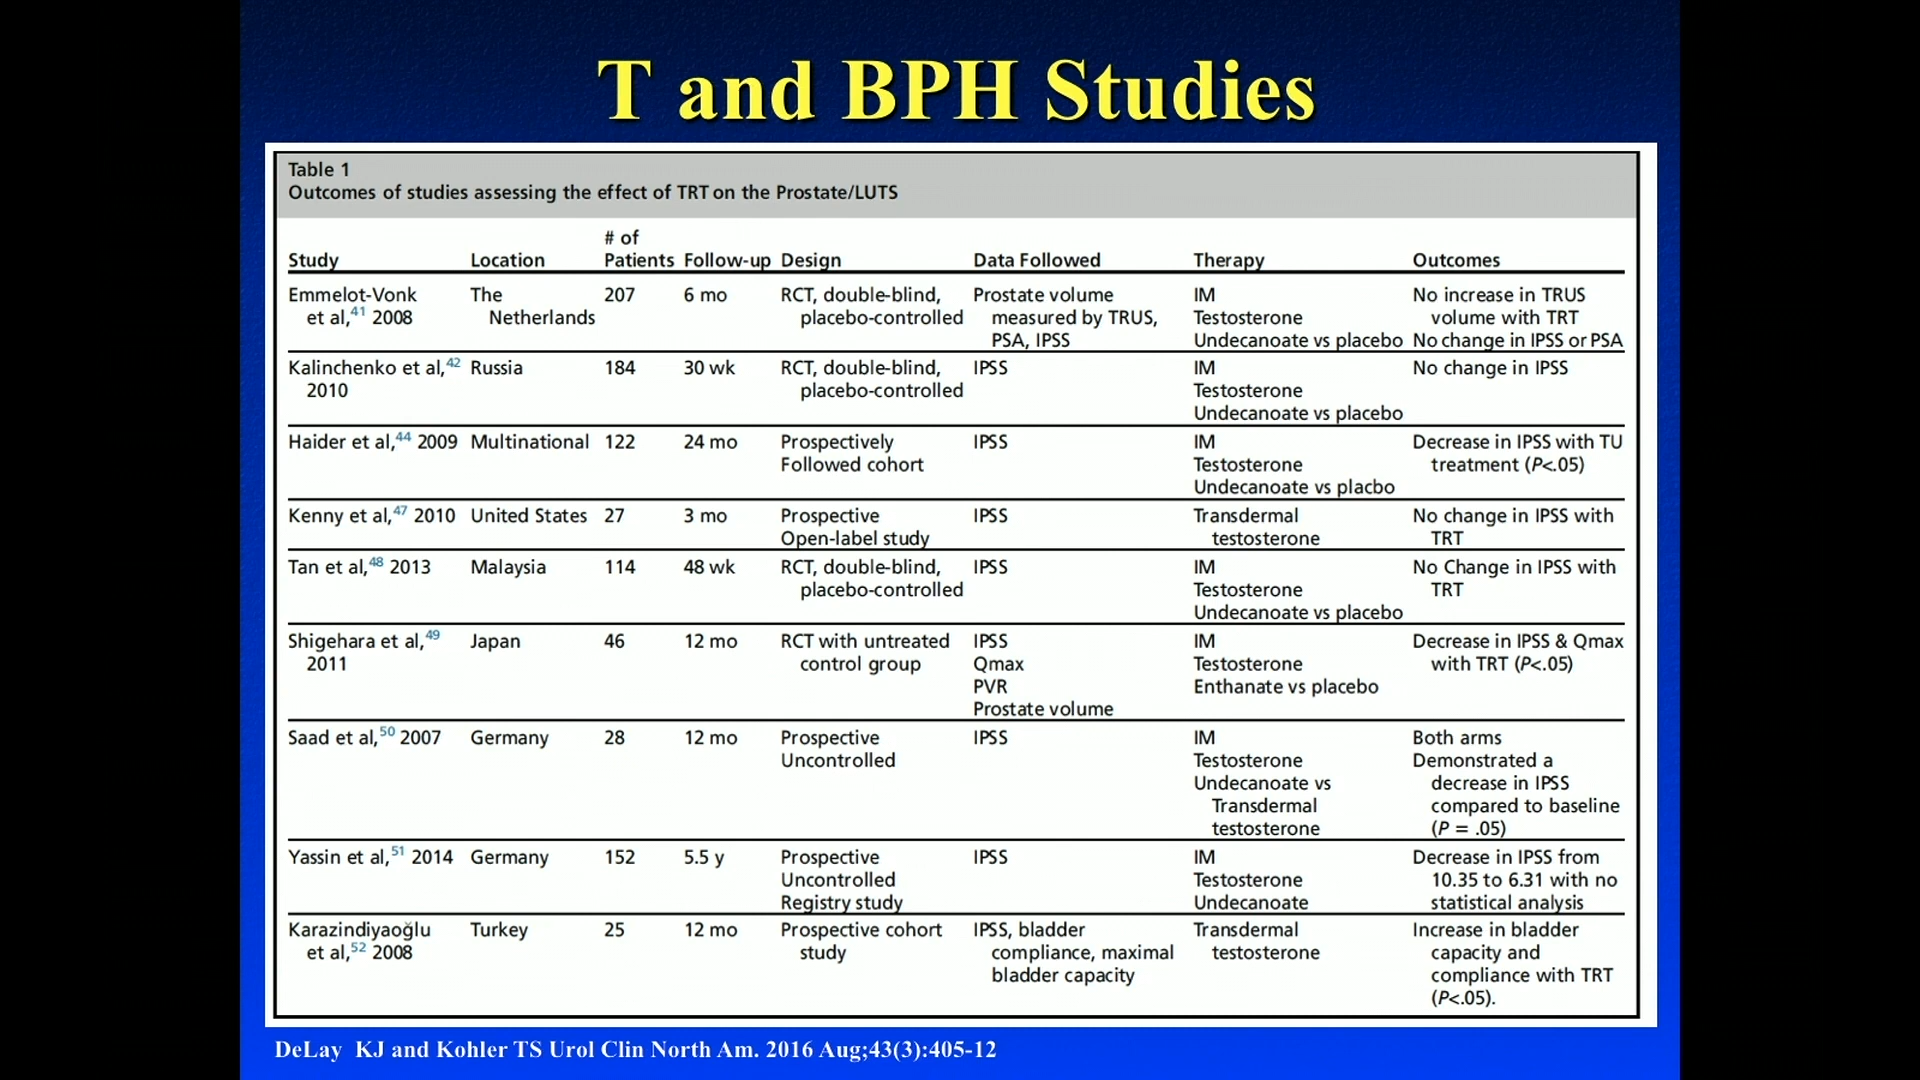 T and BPH Studies
Table 1
Outcomes of studies assessing the effect of TRT on the Prostate/LUTS
# of
Study Location Patients Follow-up Design Data Followed Therapy Outcomes
Emmelot-Vonk The 207 6 mo RCT, double-blind, Prostate volume IM No increase in TRUS
et al,41 2008 Netherlands placebo-controlled measured by TRUS, Testosterone volume with TRT
PSA, IPSS Undecanoate vs placebo No change in IPSS or PSA
Kalinchenko et al,42 Russia 184 30 wk RCT, double-blind, IPSS IM No change in IPSS
2010 placebo-controlled Testosterone
Undecanoate vs placebo
Haider et al,44 2009 Multinational 122 24 mo Prospectively IPSS IM Decrease in IPSS with TU
Followed cohort Testosterone treatment (P<.05)
Undecanoate vs placbo
Kenny et al,47 2010 United States 27 3 mo Prospective IPSS Transdermal No change in IPSS with
Open-label study testosterone TRT
Tan et al,48 2013 Malaysia 114 48 wk RCT, double-blind, IPSS IM No Change in IPSS with
placebo-controlled Testosterone TRT
Undecanoate vs placebo
Shigehara et al,49 Japan 46 12 mo RCT with untreated IPSS IM Decrease in IPSS & Qmax
2011 control group Qmax Testosterone with TRT (P<.05)
PVR Enthanate vs placebo
Prostate volume
Saad et al,50 2007 Germany 28 12 mo Prospective IPSS IM Both arms
Uncontrolled Testosterone Demonstrated a
Undecanoate vs decrease in IPSS
Transdermal compared to baseline
testosterone (P = .05)
Yassin et al,51 2014 Germany 152 5.5 y Prospective IPSS IM Decrease in IPSS from
Uncontrolled Testosterone 10.35 to 6.31 with no
Registry study Undecanoate statistical analysis
Karazindiyaoğlu Turkey 25 12 mo Prospective cohort IPSS, bladder Transdermal Increase in bladder
et al,52 2008 study compliance, maximal testosterone capacity and
bladder capacity compliance with TRT
(P<.05).
DeLay KJ and Kohler TS Urol Clin North Am. 2016 Aug;43(3):405-12